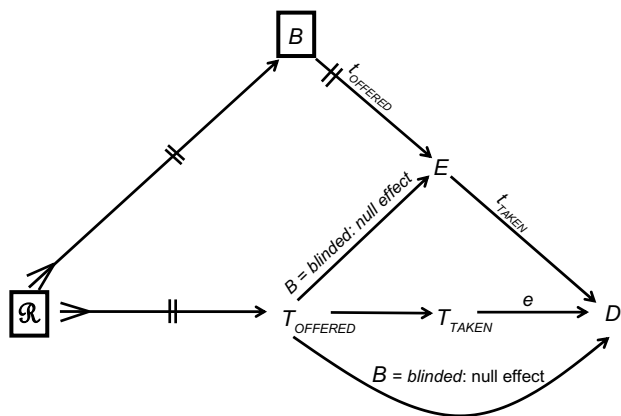 B
t_OFFERED
E
B = blinded: null effect
t_TAKEN
ℛ
T_OFFERED
T_TAKEN
e
D
B = blinded: null effect